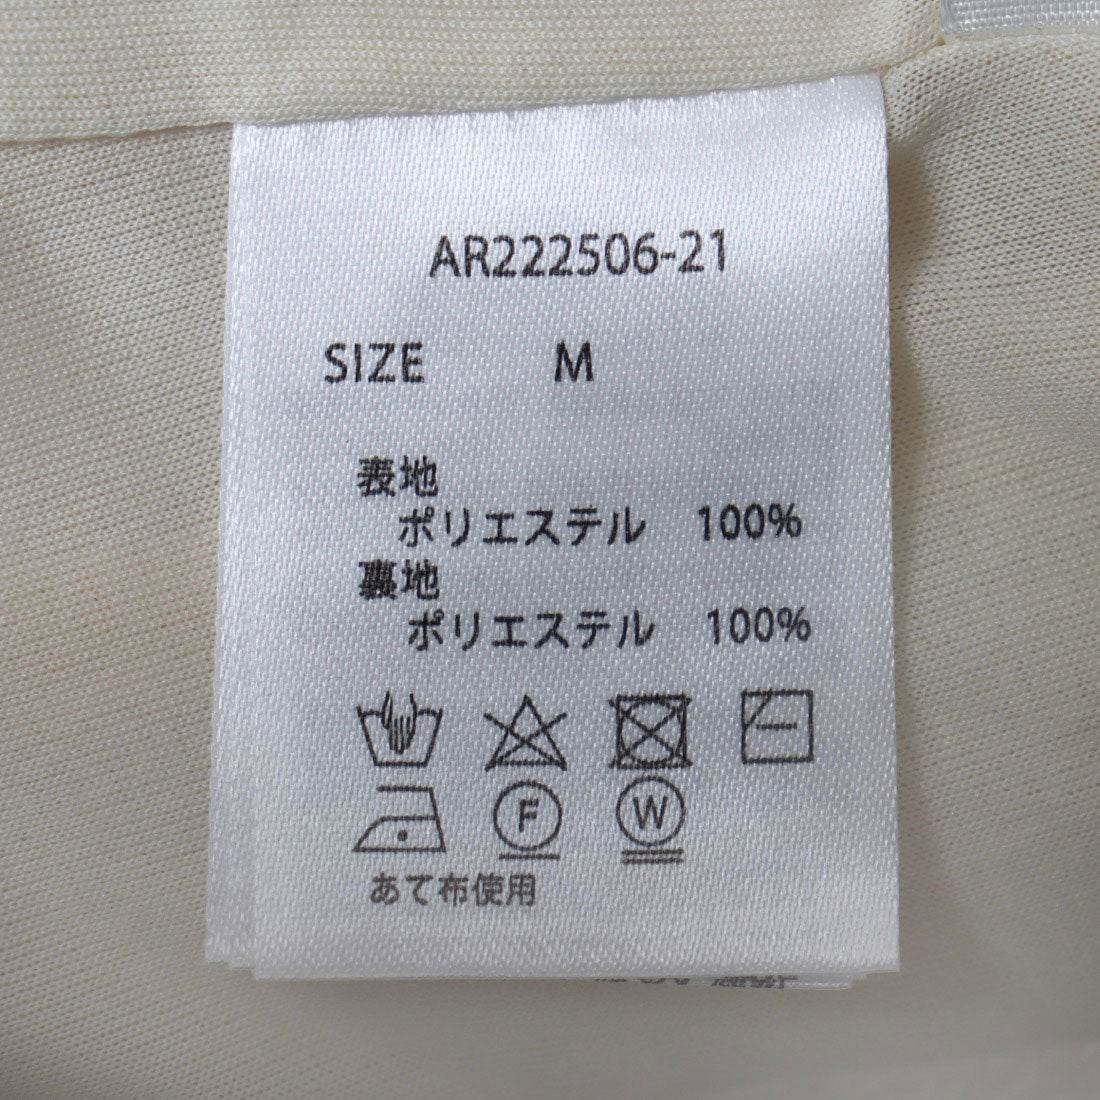 AR222506-21
SIZE M
表地
ポリエステル 100%
裏地
ポリエステル 100%
F
W
あて布使用